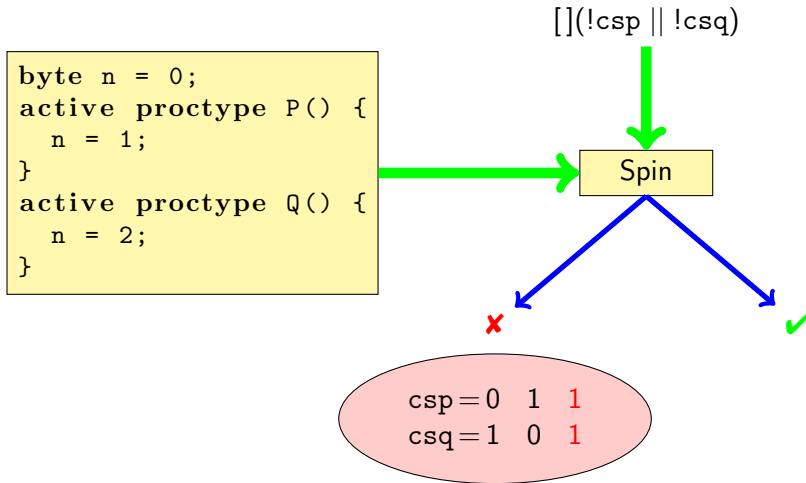 [](!csp || !csq)
byte n = 0;
active proctype P() {
  n = 1;
}
active proctype Q() {
  n = 2;
}
Spin
✘
✔
csp=0 1 1
csq=1 0 1